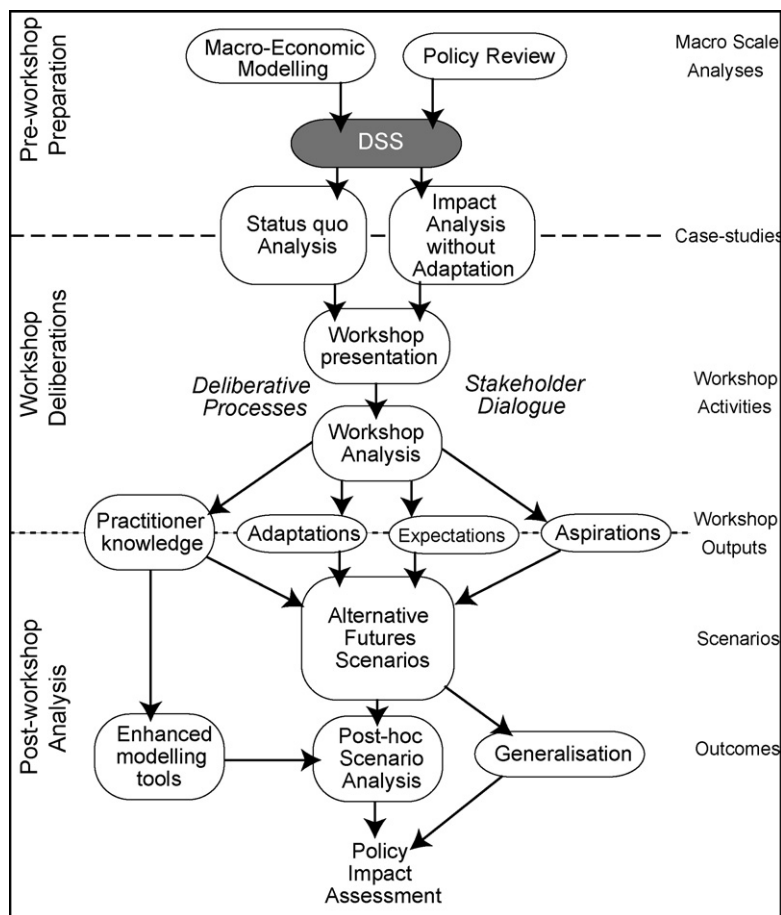 Pre-workshop
Preparation
Macro-Economic
Modelling
Policy Review
Macro Scale
Analyses
DSS
Status quo
Analysis
Impact
Analysis
without
Adaptation
Case-studies
Workshop
Deliberations
Workshop
presentation
Deliberative
Processes
Stakeholder
Dialogue
Workshop
Activities
Workshop
Analysis
Practitioner
knowledge
Adaptations
Expectations
Aspirations
Workshop
Outputs
Post-workshop
Analysis
Alternative
Futures
Scenarios
Scenarios
Enhanced
modelling
tools
Post-hoc
Scenario
Analysis
Generalisation
Outcomes
Policy
Impact
Assessment